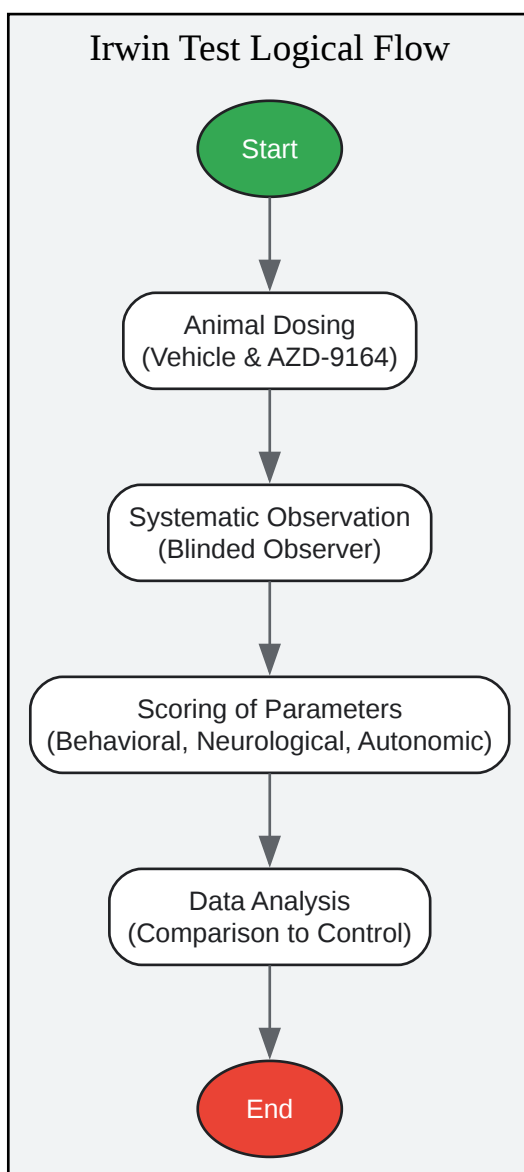 Irwin Test Logical Flow
Start
Animal Dosing
(Vehicle & AZD-9164)
Systematic Observation
(Blinded Observer)
Scoring of Parameters
(Behavioral, Neurological, Autonomic)
Data Analysis
(Comparison to Control)
End